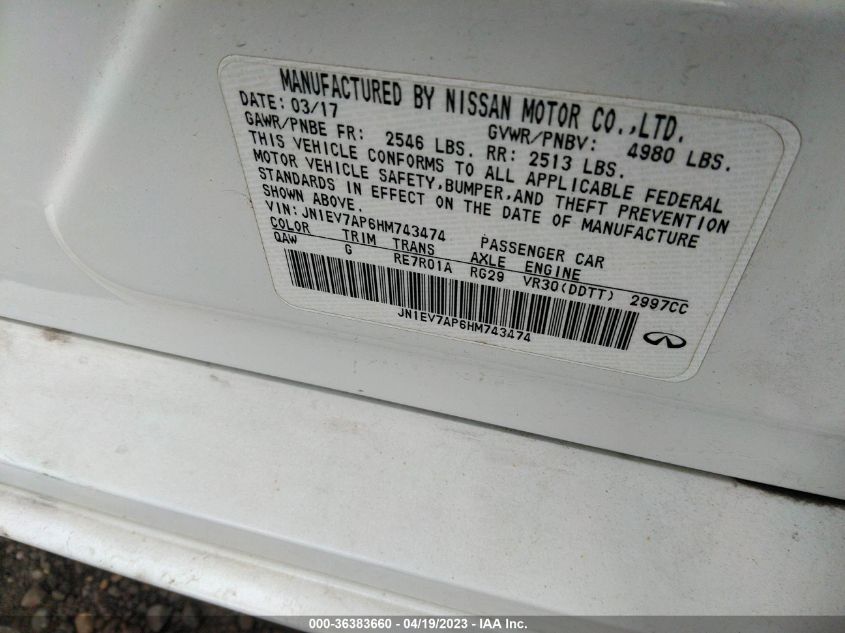 MANUFACTURED BY NISSAN MOTOR CO.,LTD.
DATE: 03/17 GVWR/PNBV: 4980 LBS.
GAWR/PNBE FR: 2546 LBS. RR: 2513 LBS.
THIS VEHICLE CONFORMS TO ALL APPLICABLE FEDERAL
MOTOR VEHICLE SAFETY,BUMPER,AND THEFT PREVENTION
STANDARDS IN EFFECT ON THE DATE OF MANUFACTURE
SHOWN ABOVE.
VIN: JN1EV7AP6HM743474 PASSENGER CAR
COLOR TRIM TRANS AXLE ENGINE
QAW G RE7R01A RG29 VR30(DDTT) 2997CC
JN1EV7AP6HM743474
000-36383660 - 04/19/2023 - IAA Inc.